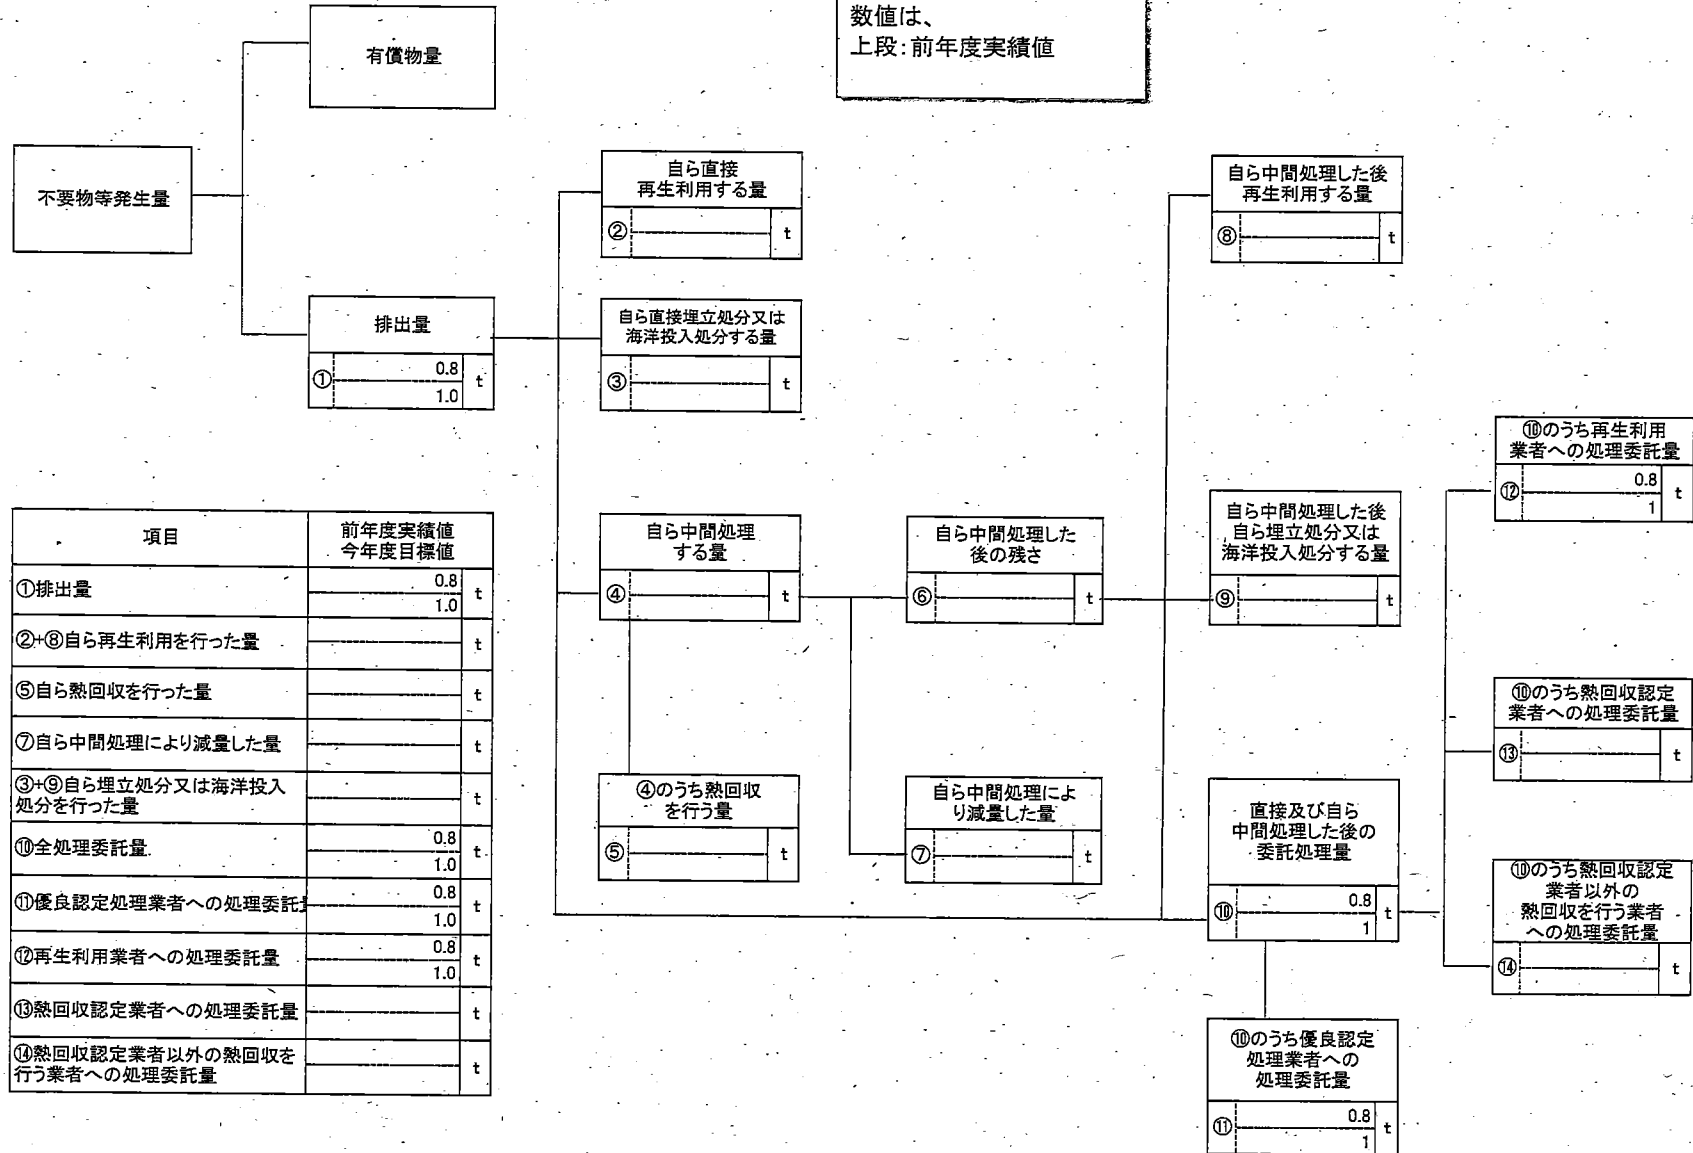 数値は、
上段:前年度実績値
有償物量
不要物等発生量
排出量
① 0.8 t
1.0
自ら直接
再生利用する量
② t
自ら直接埋立処分又は
海洋投入処分する量
③ t
自ら中間処理
する量
④ t
④のうち熱回収
を行う量
⑤ t
自ら中間処理した
後の残さ
⑥ t
自ら中間処理によ
り減量した量
⑦ t
自ら中間処理した後
再生利用する量
⑧ t
自ら中間処理した後
自ら埋立処分又は
海洋投入処分する量
⑨ t
直接及び自ら
中間処理した後の
委託処理量
⑩ 0.8 t
1
⑩のうち優良認定
処理業者への
処理委託量
⑪ 0.8 t
1
⑩のうち再生利用
業者への処理委託量
⑫ 0.8 t
1
⑩のうち熱回収認定
業者への処理委託量
⑬ t
⑩のうち熱回収認定
業者以外の
熱回収を行う業者
への処理委託量
⑭ t
項目 前年度実績値
今年度目標値
①排出量 0.8 t
1.0
②+⑧自ら再生利用を行った量 t
⑤自ら熱回収を行った量 t
⑦自ら中間処理により減量した量 t
③+⑨自ら埋立処分又は海洋投入
処分を行った量 t
⑩全処理委託量 0.8 t
1.0
⑪優良認定処理業者への処理委託 0.8 t
1.0
⑫再生利用業者への処理委託量 0.8 t
1.0
⑬熱回収認定業者への処理委託量 t
⑭熱回収認定業者以外の熱回収を
行う業者への処理委託量 t